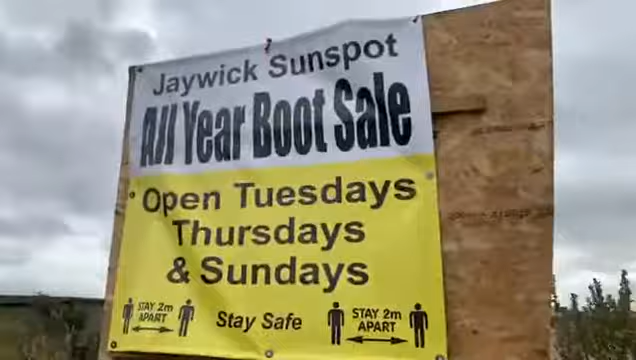 Jaywick Sunspot
All Year Boot Sale
Open Tuesdays
Thursdays
& Sundays
STAY 2m
APART
Stay Safe
STAY 2m
APART